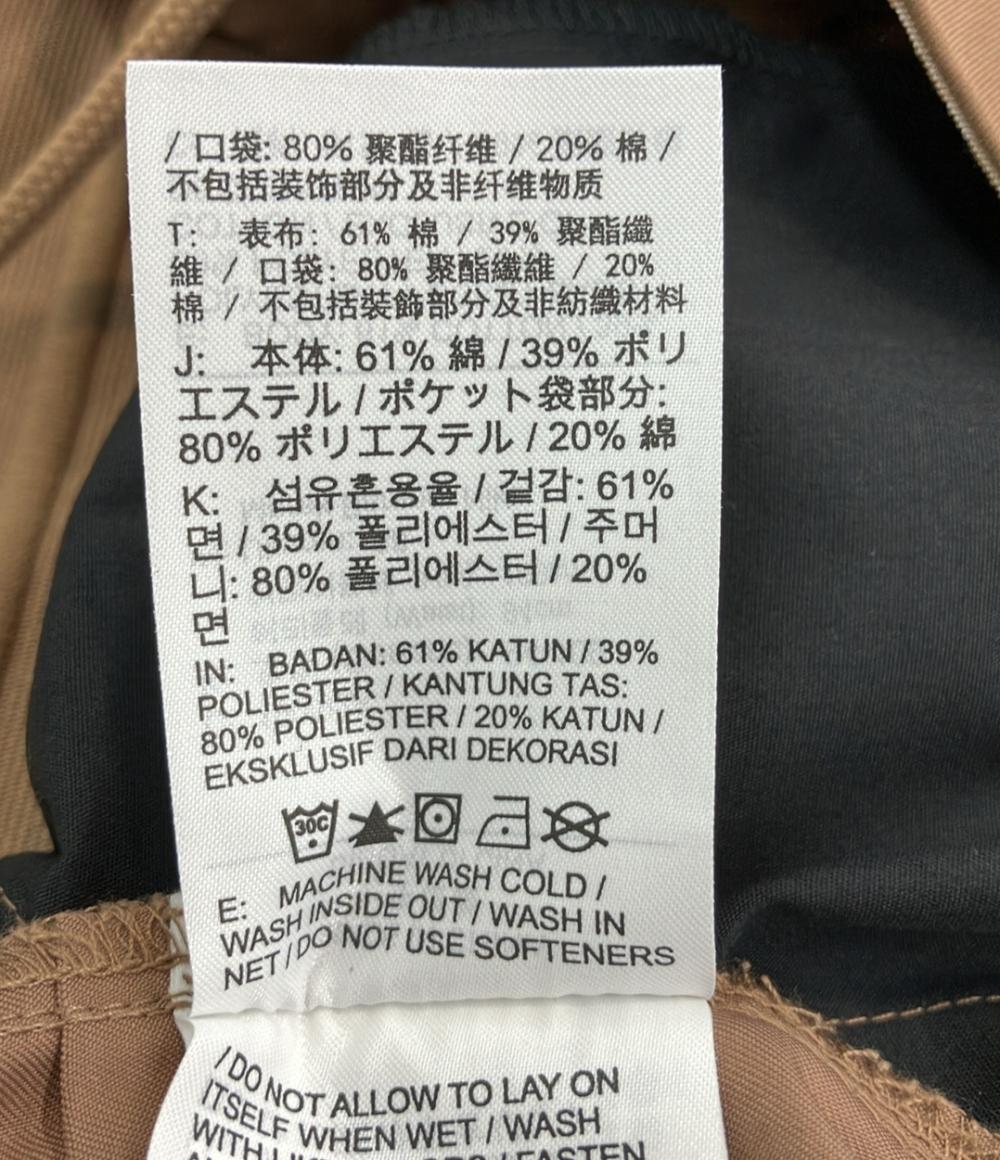 / 口袋: 80% 聚酯纤维 / 20% 棉 /
不包括装饰部分及非纤维物质
T: 表布: 61% 棉 / 39% 聚酯纖
維 / 口袋: 80% 聚酯纖維 / 20%
棉 / 不包括裝飾部分及非紡織材料
J: 本体: 61% 綿 / 39% ポリ
エステル / ポケット袋部分:
80% ポリエステル / 20% 綿
K: 섬유혼용율 / 겉감: 61%
면 / 39% 폴리에스터 / 주머
니: 80% 폴리에스터 / 20%
면
IN: BADAN: 61% KATUN / 39%
POLIESTER / KANTUNG TAS:
80% POLIESTER / 20% KATUN /
EKSKLUSIF DARI DEKORASI
30C
E: MACHINE WASH COLD /
WASH INSIDE OUT / WASH IN
NET / DO NOT USE SOFTENERS
/ DO NOT ALLOW TO LAY ON
ITSELF WHEN WET / WASH
WITH
/ FASTEN